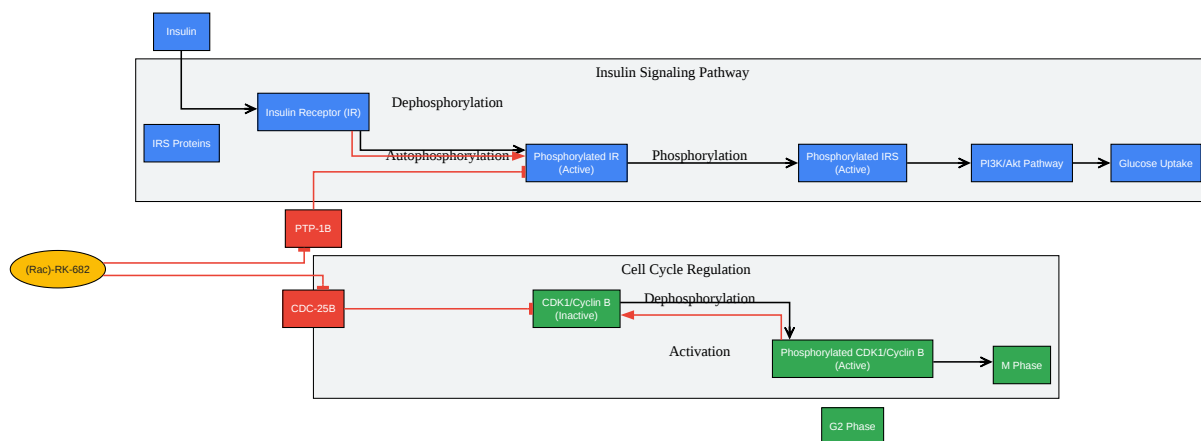 Insulin
Insulin Signaling Pathway
Dephosphorylation
Insulin Receptor (IR)
IRS Proteins
Autophosphorylation
Phosphorylated IR
(Active)
Phosphorylation
Phosphorylated IRS
(Active)
PI3K/Akt Pathway
Glucose Uptake
PTP-1B
(Rac)-RK-682
Cell Cycle Regulation
CDC-25B
CDK1/Cyclin B
(Inactive)
Dephosphorylation
Activation
Phosphorylated CDK1/Cyclin B
(Active)
M Phase
G2 Phase